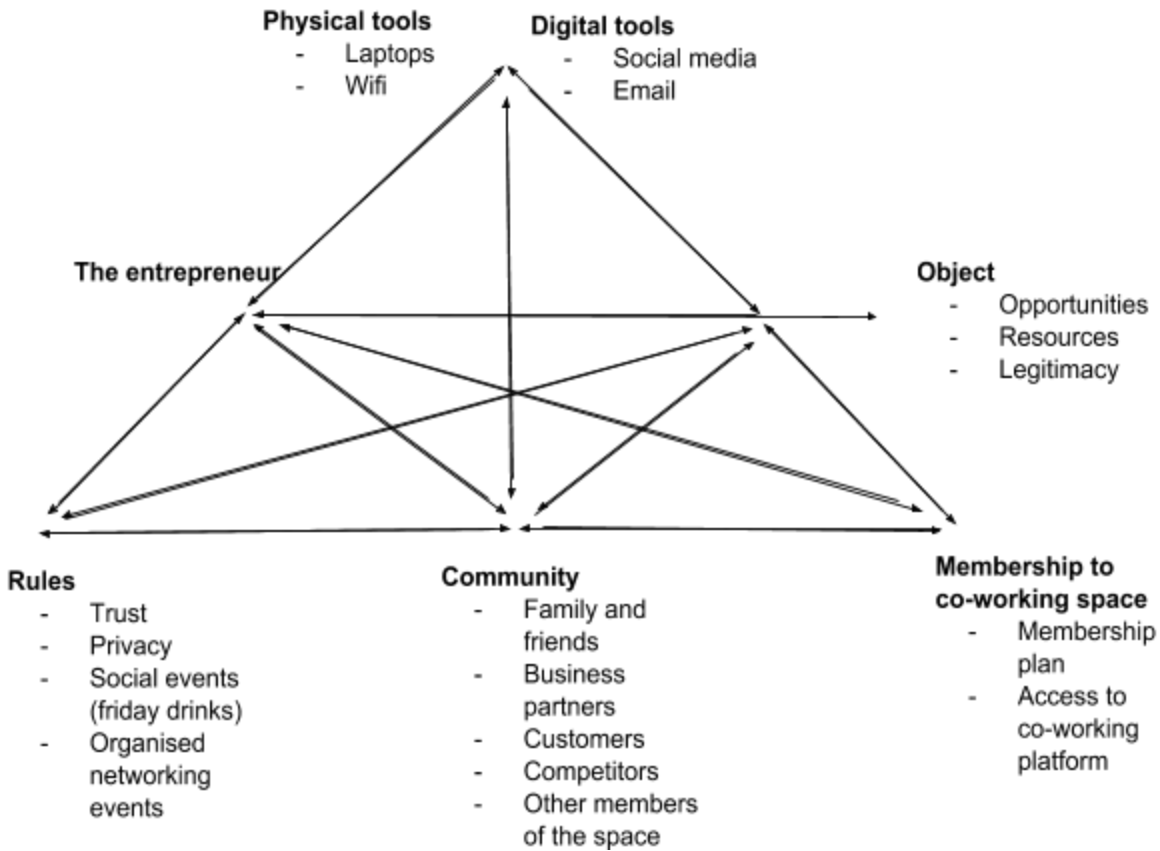 Physical tools
- Laptops
- Wifi
Digital tools
- Social media
- Email
The entrepreneur
Object
- Opportunities
- Resources
- Legitimacy
Rules
- Trust
- Privacy
- Social events
(friday drinks)
- Organised
networking
events
Community
- Family and
friends
- Business
partners
- Customers
- Competitors
- Other members
of the space
Membership to
co-working space
- Membership
plan
- Access to
co-working
platform